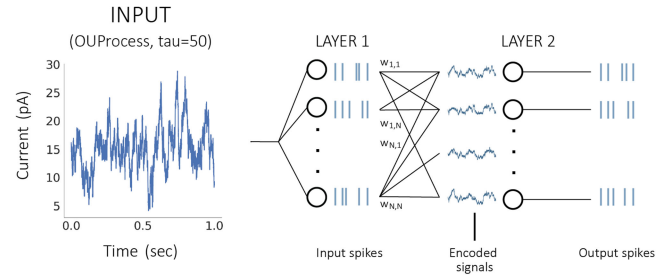 INPUT
(OUProcess, tau=50)
Current (pA)
30
25
20
15
10
5
0.0
0.5
1.0
Time (sec)
LAYER 1
LAYER 2
w1,1
w1,N
wN,1
wN,N
Input spikes
Encoded
signals
Output spikes